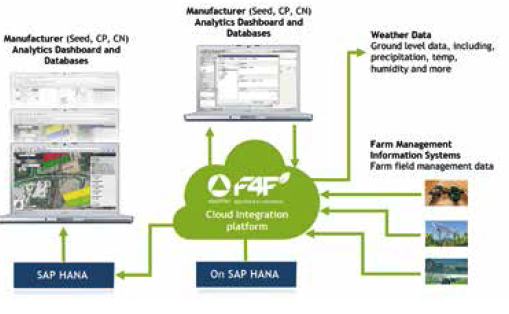 Manufacturer (Seed, CP, CN)
Analytics Dashboard and
Databases
Manufacturer (Seed, CP, CN)
Analytics Dashboard and
Databases
Weather Data
Ground level data, including,
precipitation, temp,
humidity and more
Farm Management
Information Systems
Farm field management data
F4F
Cloud Integration
platform
SAP HANA
On SAP HANA